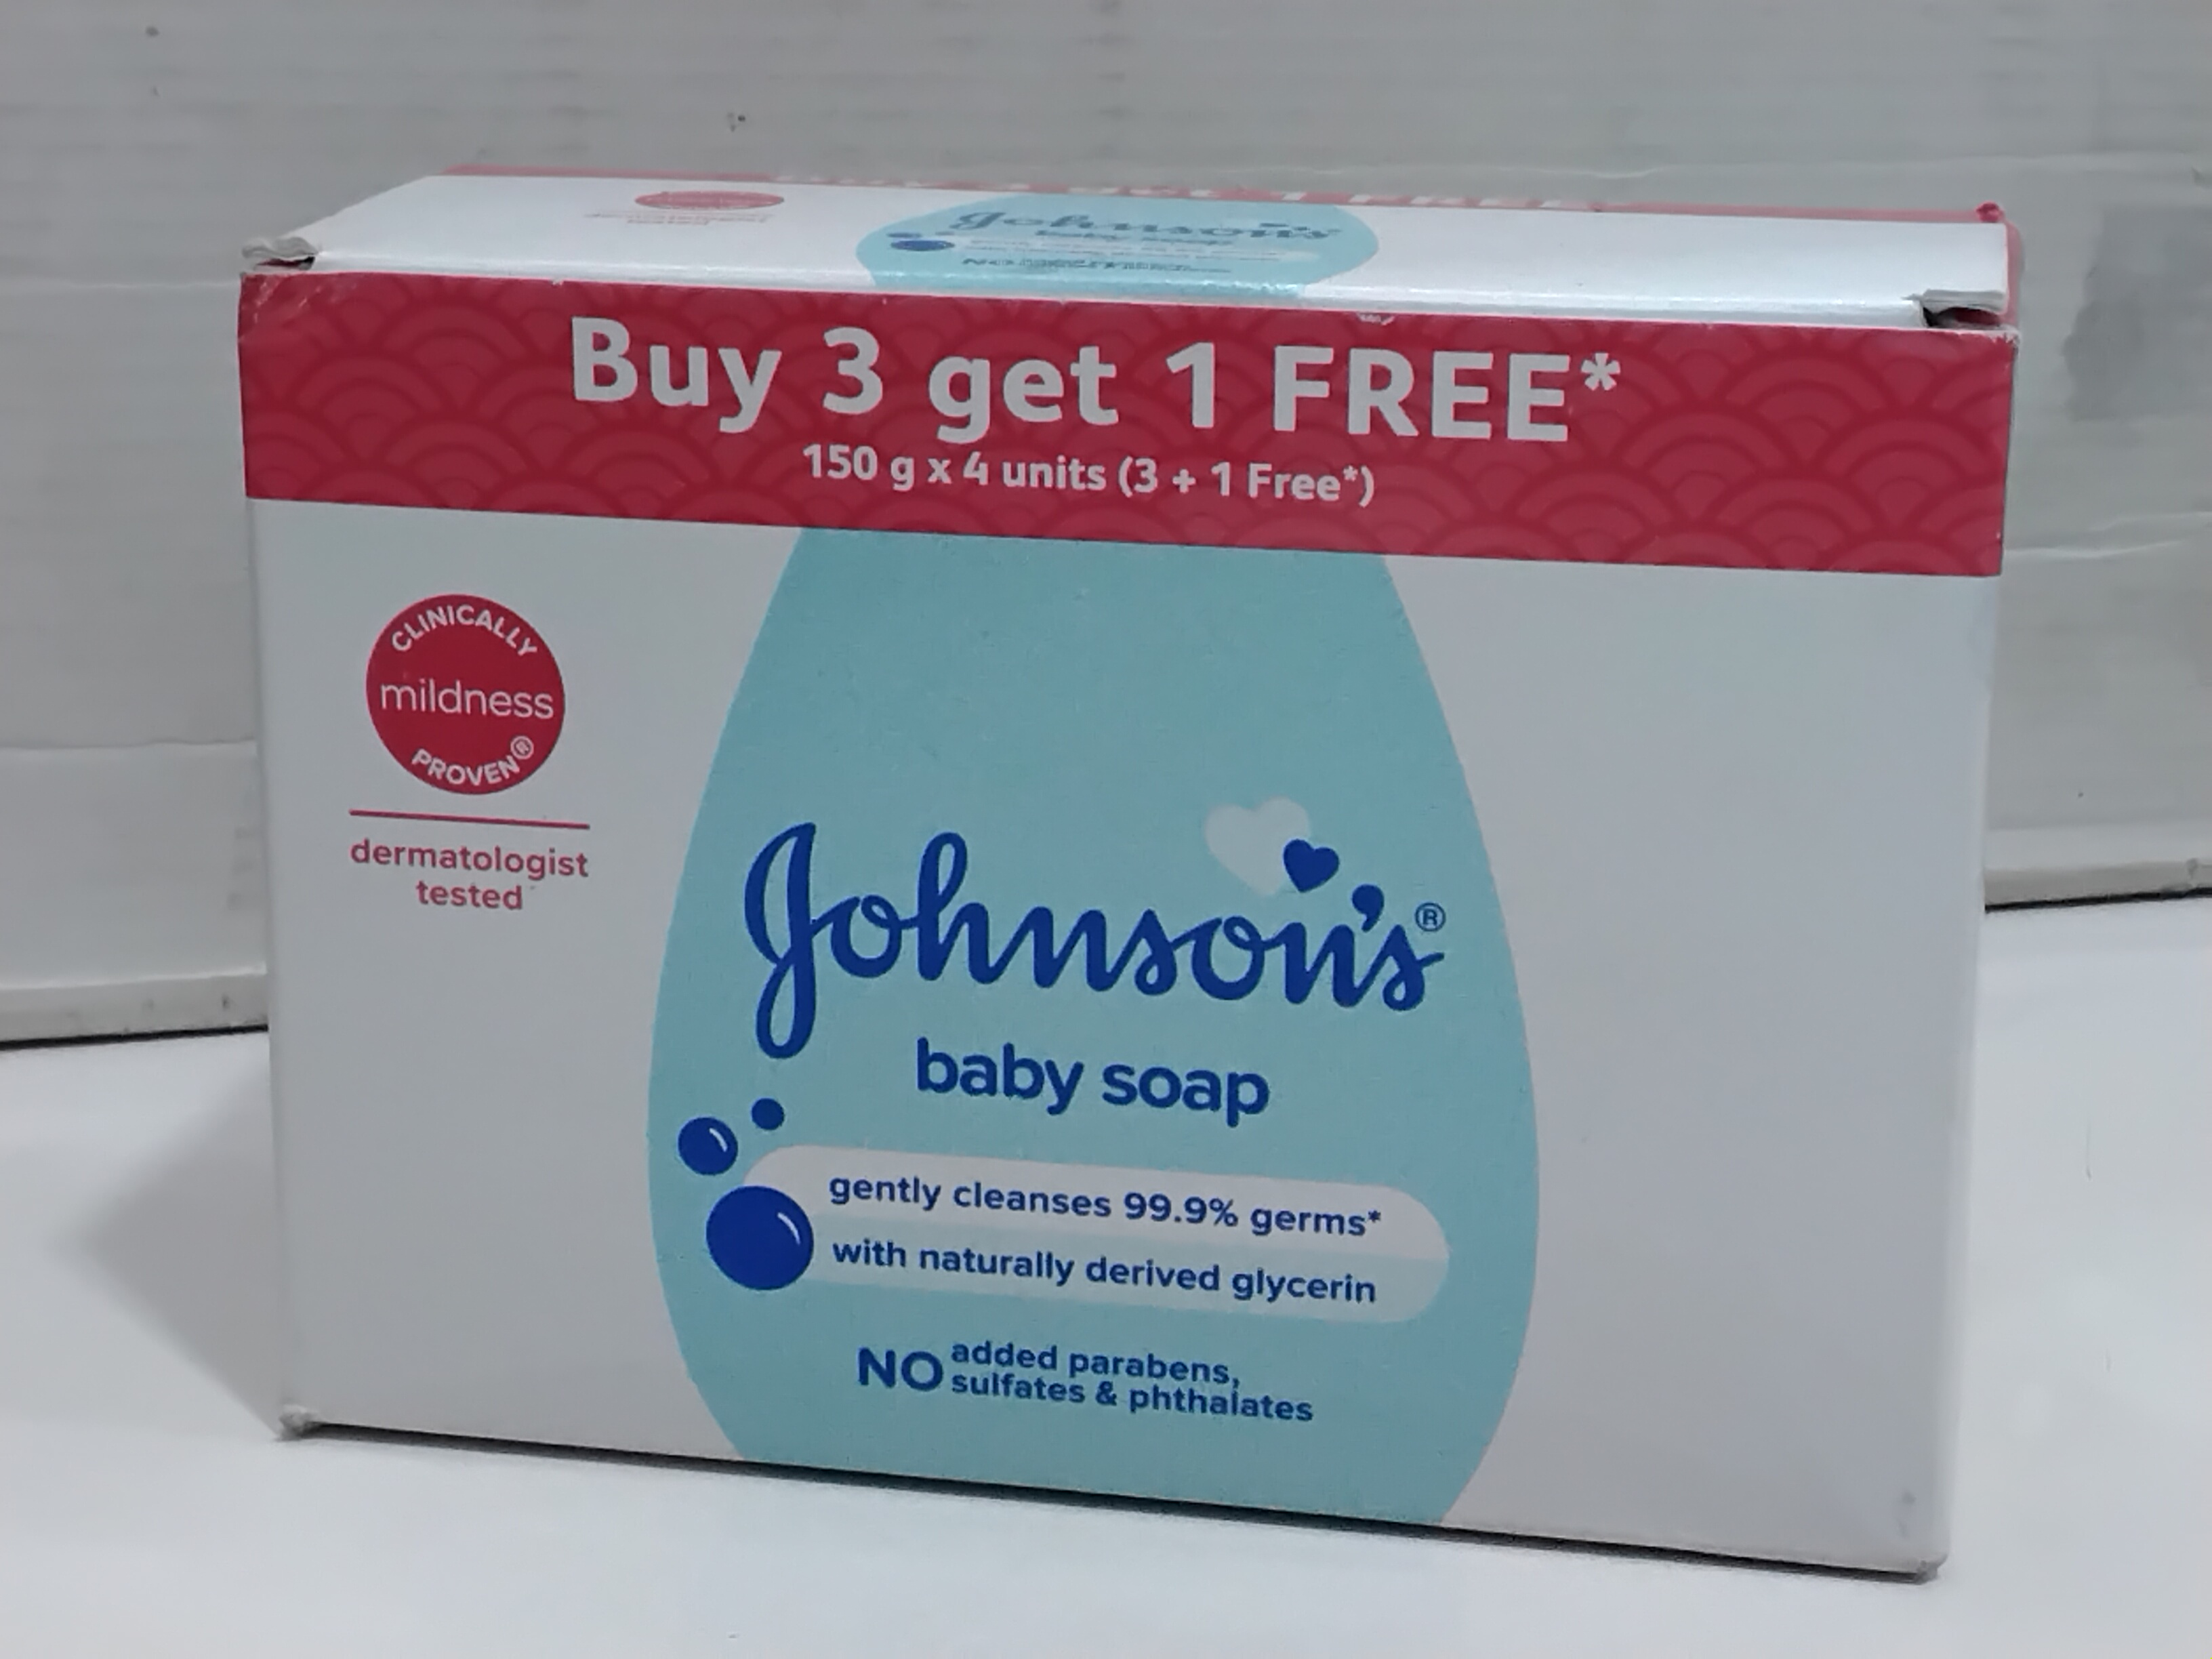 Johnson's
Buy 3 get 1 FREE*
150 g x 4 units (3 + 1 Free*)
CLINICALLY
mildness
PROVEN®
dermatologist
tested
Johnson's®
baby soap
gently cleanses 99.9% germs*
with naturally derived glycerin
NO added parabens,
sulfates & phthalates